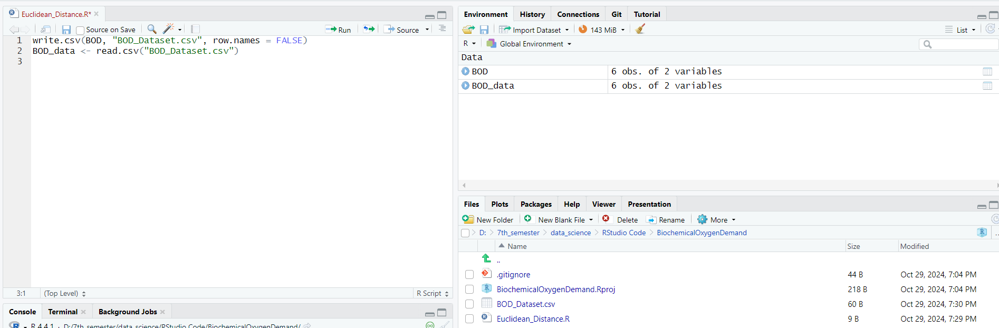 Euclidean_Distance.R*
Source on Save
Run
Source
1 write.csv(BOD, "BOD_Dataset.csv", row.names = FALSE)
2 BOD_data <- read.csv("BOD_Dataset.csv")
3
3:1 (Top Level) R Script
Console Terminal Background Jobs
R 4.4.1 · D:/7th_semester/data_science/RStudio Code/BiochemicalOxygenDemand/
Environment History Connections Git Tutorial
Import Dataset 143 MiB List
R Global Environment
Data
BOD 6 obs. of 2 variables
BOD_data 6 obs. of 2 variables
Files Plots Packages Help Viewer Presentation
New Folder New Blank File Delete Rename More
D: 7th_semester data_science RStudio Code BiochemicalOxygenDemand ...
Name Size Modified
..
.gitignore 44 B Oct 29, 2024, 7:04 PM
BiochemicalOxygenDemand.Rproj 218 B Oct 29, 2024, 7:04 PM
BOD_Dataset.csv 60 B Oct 29, 2024, 7:30 PM
Euclidean_Distance.R 9 B Oct 29, 2024, 7:29 PM